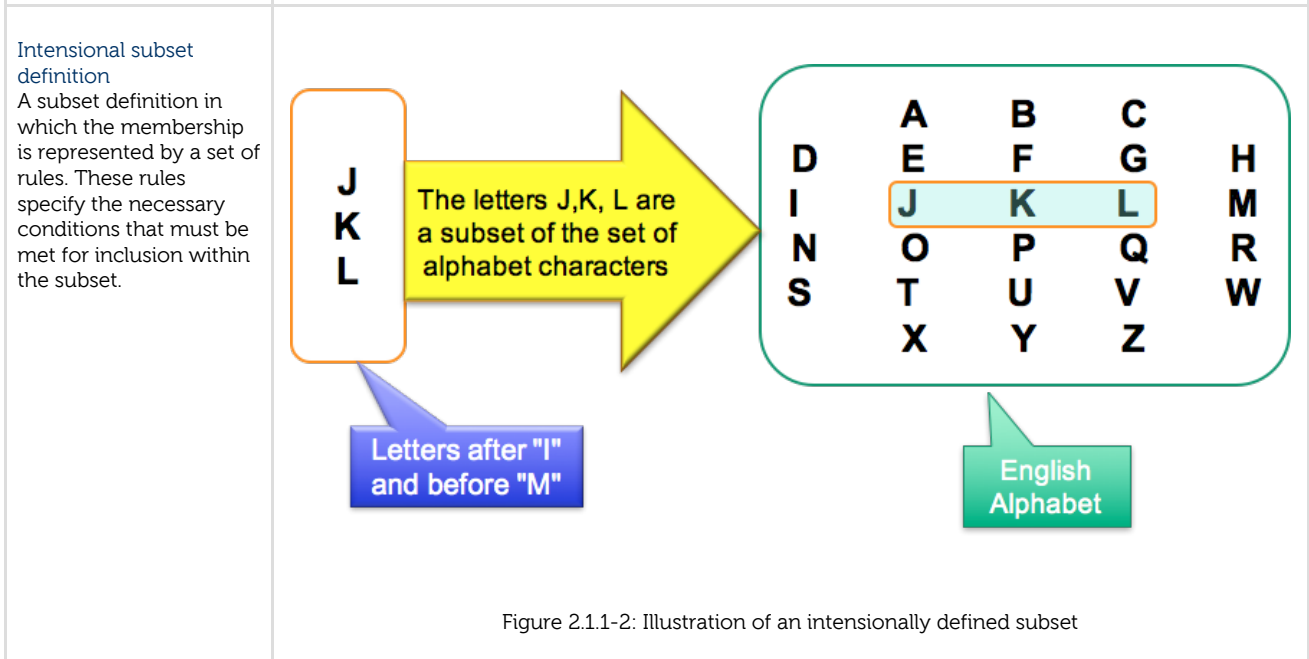 Intensional subset
definition
A subset definition in
which the membership
is represented by a set of
rules. These rules
specify the necessary
conditions that must be
met for inclusion within
the subset.
J
K
L
The letters J,K, L are
a subset of the set of
alphabet characters
A B C
D E F G H
I J K L M
N O P Q R
S T U V W
X Y Z
Letters after "I"
and before "M"
English
Alphabet
Figure 2.1.1-2: Illustration of an intensionally defined subset